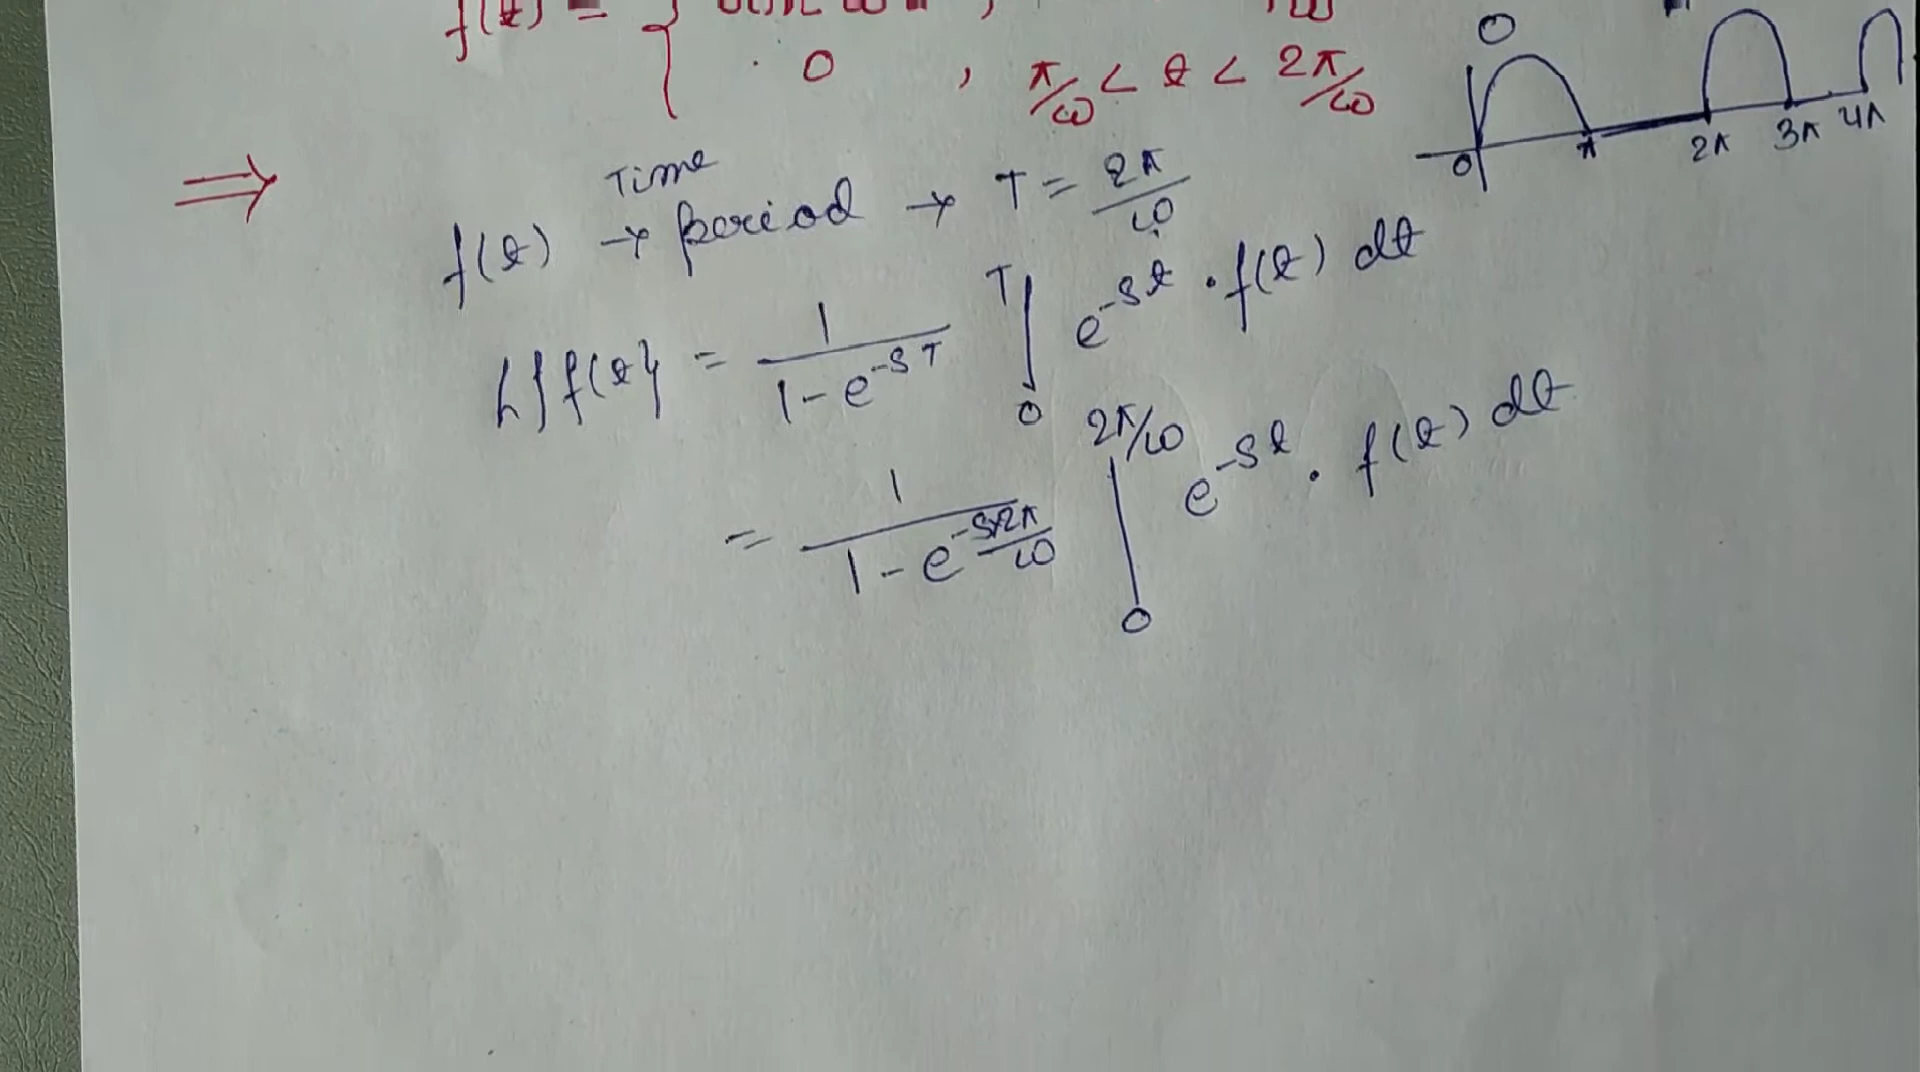 f(t) = {
0 , π/ω < t < 2π/ω
0 π 2π 3π 4π
⇒ f(t) → Time period → T = 2π/ω
L{f(t)} = 1/(1-e^-sT) ∫_0^T e^-st . f(t) dt
= 1/(1-e^-s×2π/ω) ∫_0^2π/ω e^-st . f(t) dt